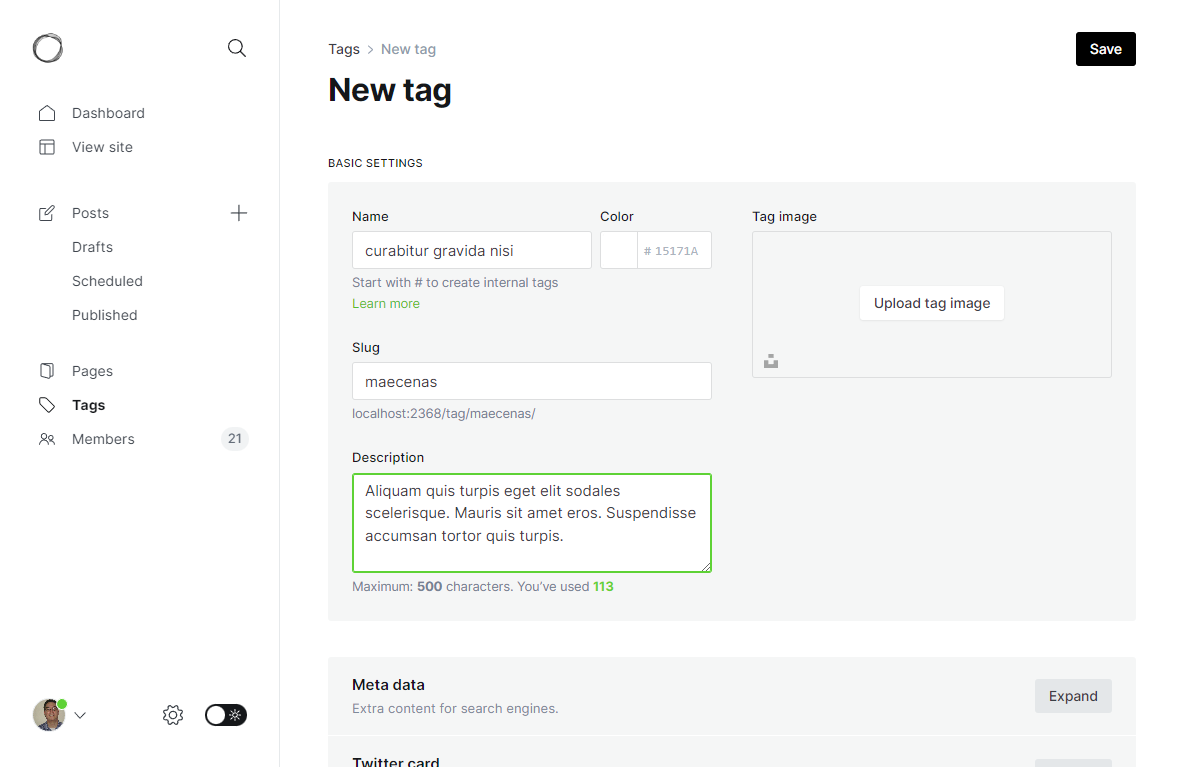 Dashboard
View site
Posts
Drafts
Scheduled
Published
Pages
Tags
Members 21
Tags > New tag
Save
New tag
BASIC SETTINGS
Name
curabitur gravida nisi
Start with # to create internal tags
Learn more
Color
# 15171A
Tag image
Upload tag image
Slug
maecenas
localhost:2368/tag/maecenas/
Description
Aliquam quis turpis eget elit sodales
scelerisque. Mauris sit amet eros. Suspendisse
accumsan tortor quis turpis.
Maximum: 500 characters. You’ve used 113
Meta data
Extra content for search engines.
Expand
Twitter card